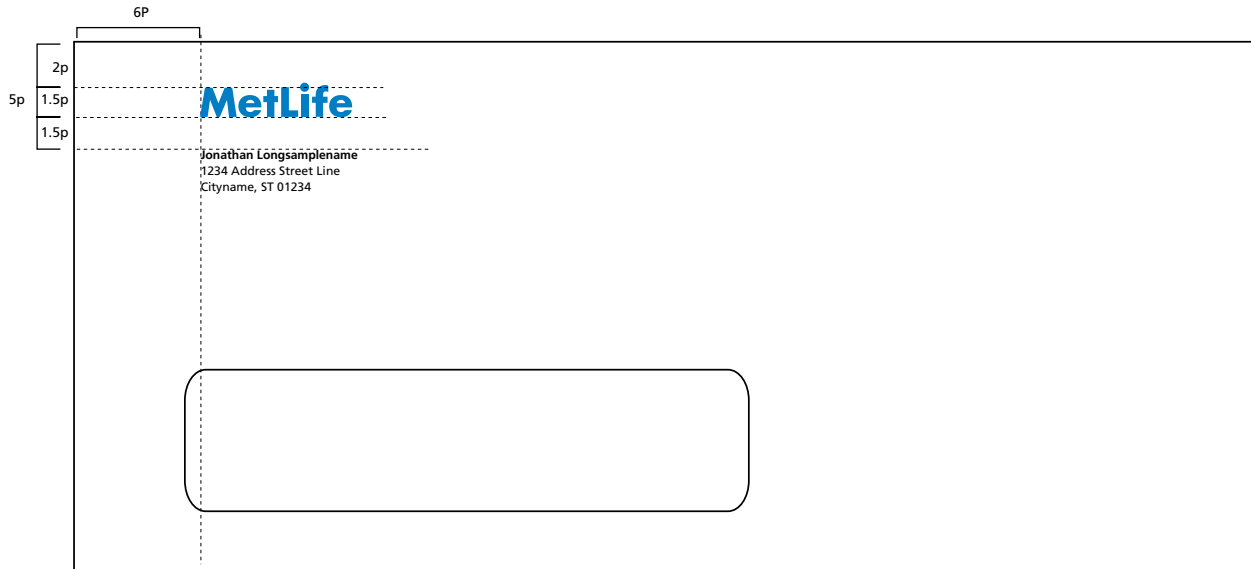 6P
2p
5p
1.5p
1.5p
MetLife
Jonathan Longsamplename
1234 Address Street Line
Cityname, ST 01234